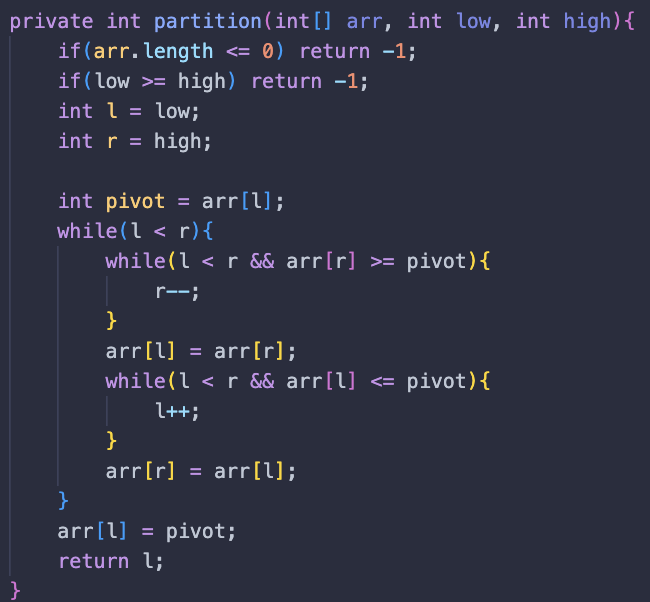 private int partition(int[] arr, int low, int high){
    if(arr.length <= 0) return -1;
    if(low >= high) return -1;
    int l = low;
    int r = high;

    int pivot = arr[l];
    while(l < r){
        while(l < r && arr[r] >= pivot){
            r--;
        }
        arr[l] = arr[r];
        while(l < r && arr[l] <= pivot){
            l++;
        }
        arr[r] = arr[l];
    }
    arr[l] = pivot;
    return l;
}